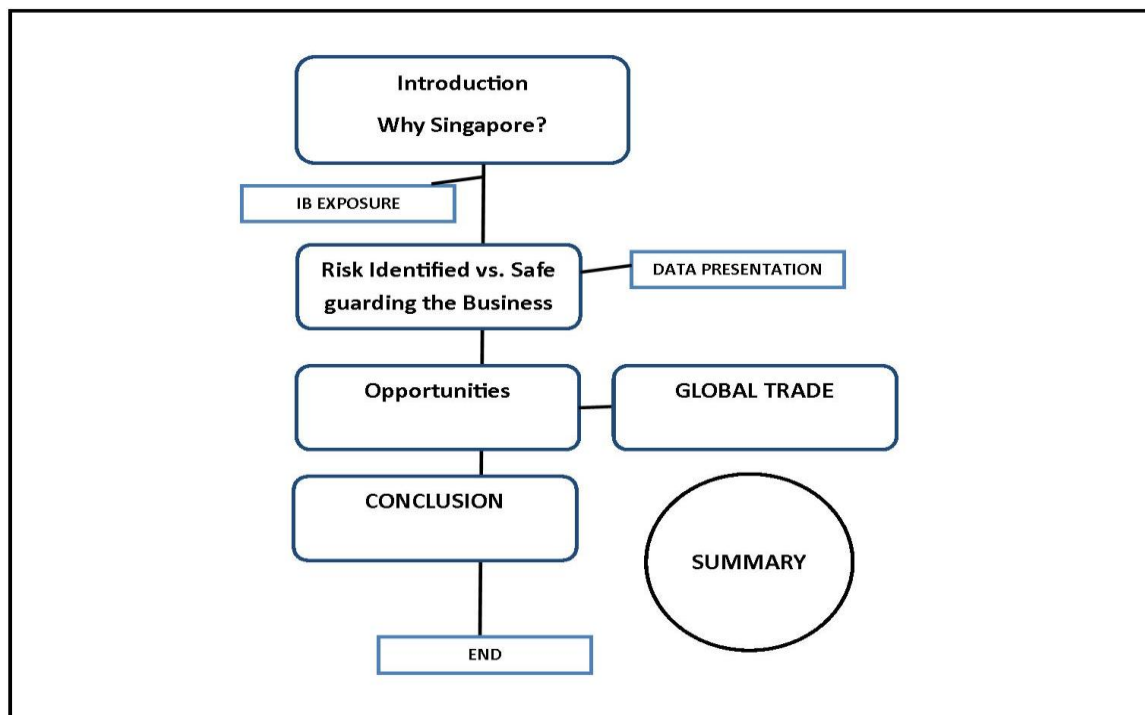 Introduction
Why Singapore?
IB EXPOSURE
Risk Identified vs. Safe
guarding the Business
DATA PRESENTATION
Opportunities
GLOBAL TRADE
CONCLUSION
SUMMARY
END